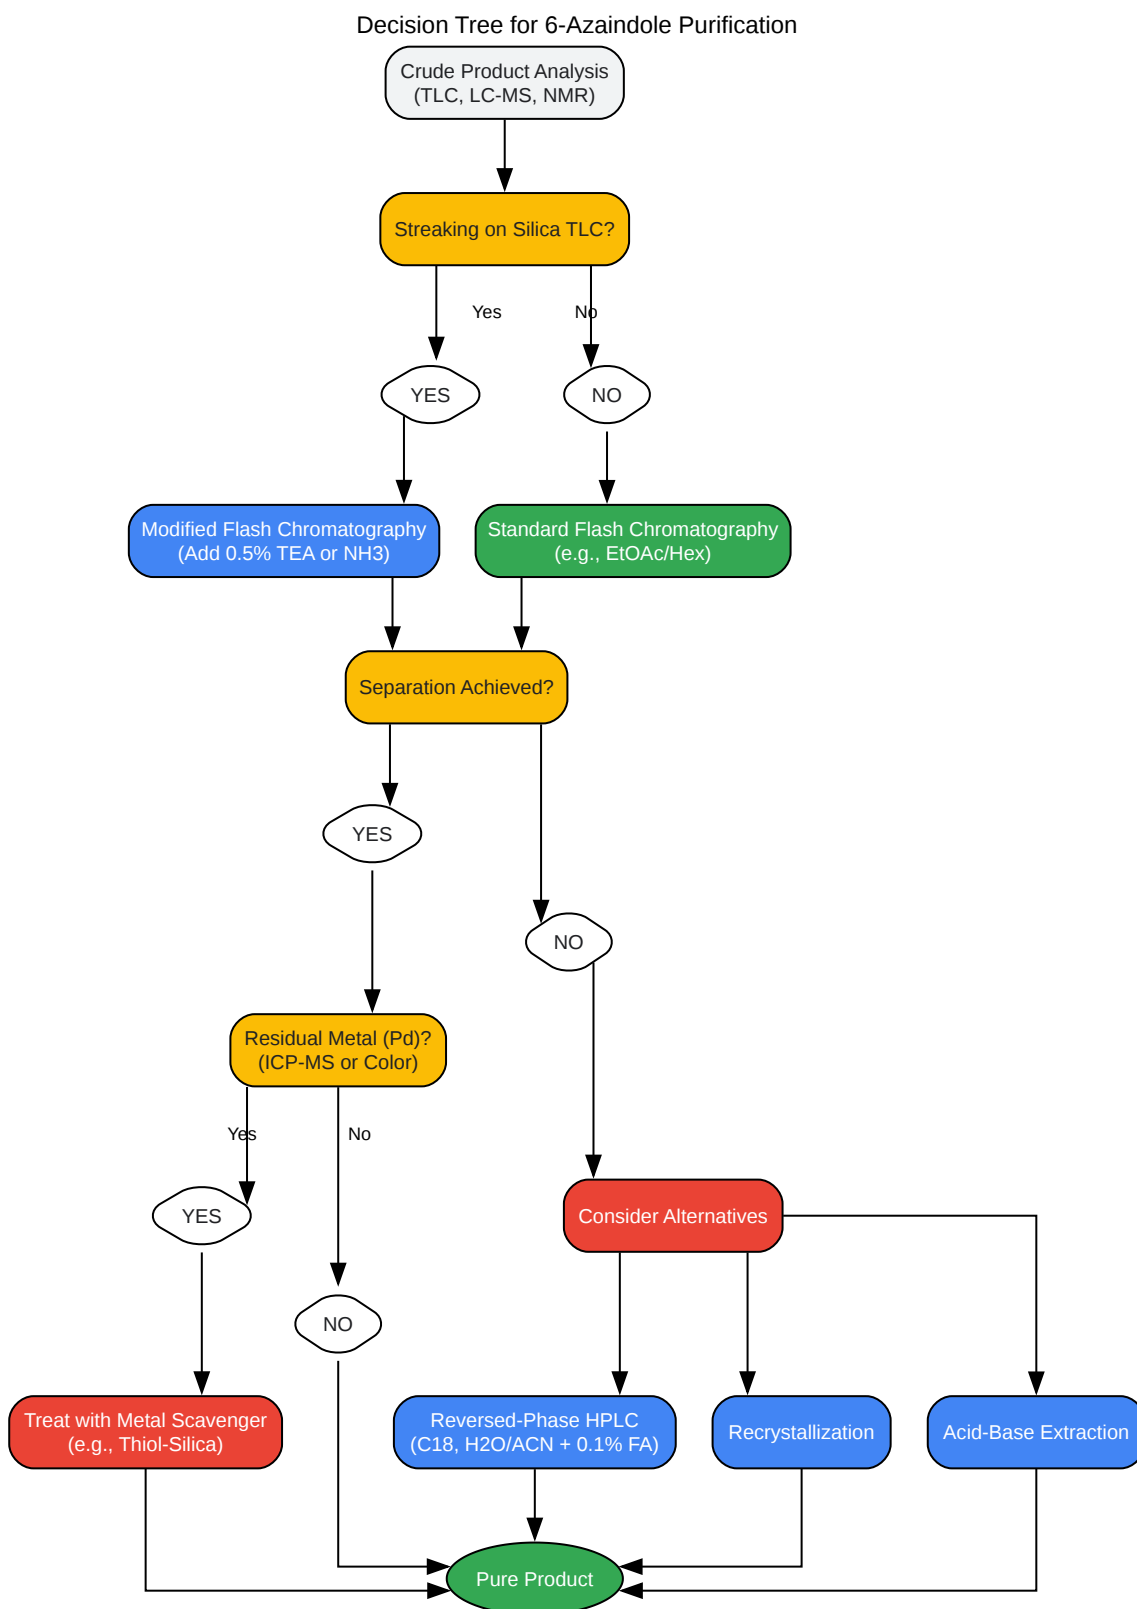 Decision Tree for 6-Azaindole Purification
Crude Product Analysis
(TLC, LC-MS, NMR)
Streaking on Silica TLC?
Yes
No
YES
NO
Modified Flash Chromatography
(Add 0.5% TEA or NH3)
Standard Flash Chromatography
(e.g., EtOAc/Hex)
Separation Achieved?
YES
NO
Residual Metal (Pd)?
(ICP-MS or Color)
Yes
No
YES
Consider Alternatives
NO
Treat with Metal Scavenger
(e.g., Thiol-Silica)
Reversed-Phase HPLC
(C18, H2O/ACN + 0.1% FA)
Recrystallization
Acid-Base Extraction
Pure Product